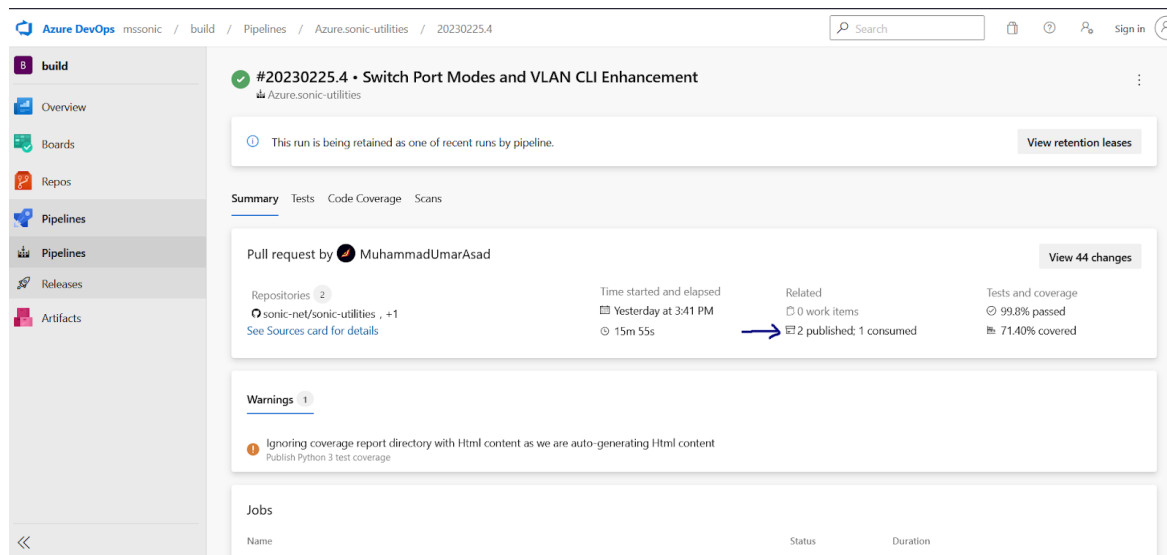 Azure DevOps mssonic / build / Pipelines / Azure.sonic-utilities / 20230225.4
Search
Sign in
B build
Overview
Boards
Repos
Pipelines
Pipelines
Releases
Artifacts
#20230225.4 • Switch Port Modes and VLAN CLI Enhancement
Azure.sonic-utilities
This run is being retained as one of recent runs by pipeline.
View retention leases
Summary Tests Code Coverage Scans
Pull request by MuhammadUmarAsad
View 44 changes
Repositories 2
sonic-net/sonic-utilities , +1
See Sources card for details
Time started and elapsed
Yesterday at 3:41 PM
15m 55s
Related
0 work items
2 published; 1 consumed
Tests and coverage
99.8% passed
71.40% covered
Warnings 1
Ignoring coverage report directory with Html content as we are auto-generating Html content
Publish Python 3 test coverage
Jobs
Name Status Duration